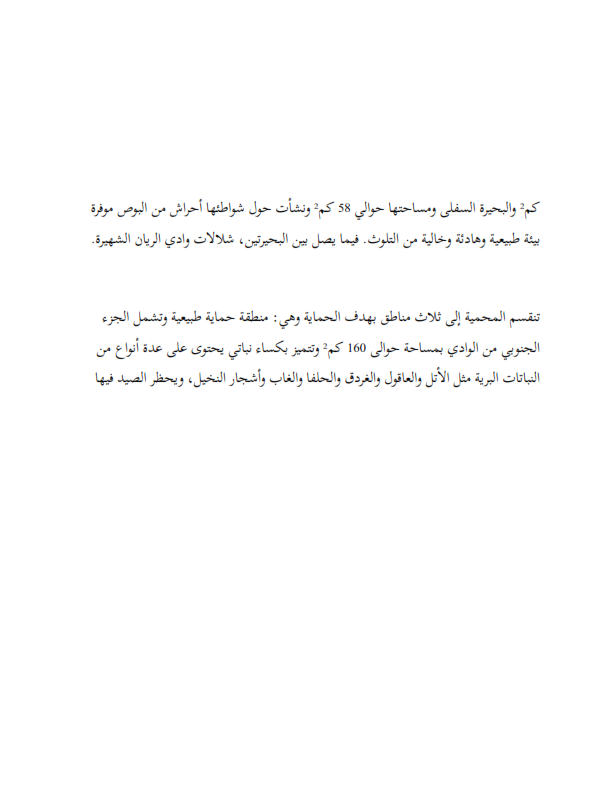 كم² والبحيرة السفلى ومساحتها حوالي 58 كم² ونشأت حول شواطئها أحراش من البوص موفرة
بيئة طبيعية وهادئة وخالية من التلوث. فيما يصل بين البحيرتين، شلالات وادي الريان الشهيرة.
تنقسم المحمية إلى ثلاث مناطق بهدف الحماية وهي: منطقة حماية طبيعية وتشمل الجزء
الجنوبي من الوادي بمساحة حوالى 160 كم² وتتميز بكساء نباتي يحتوى على عدة أنواع من
النباتات البرية مثل الأتل والعاقول والغردق والحلفا والغاب وأشجار النخيل، ويحظر الصيد فيها